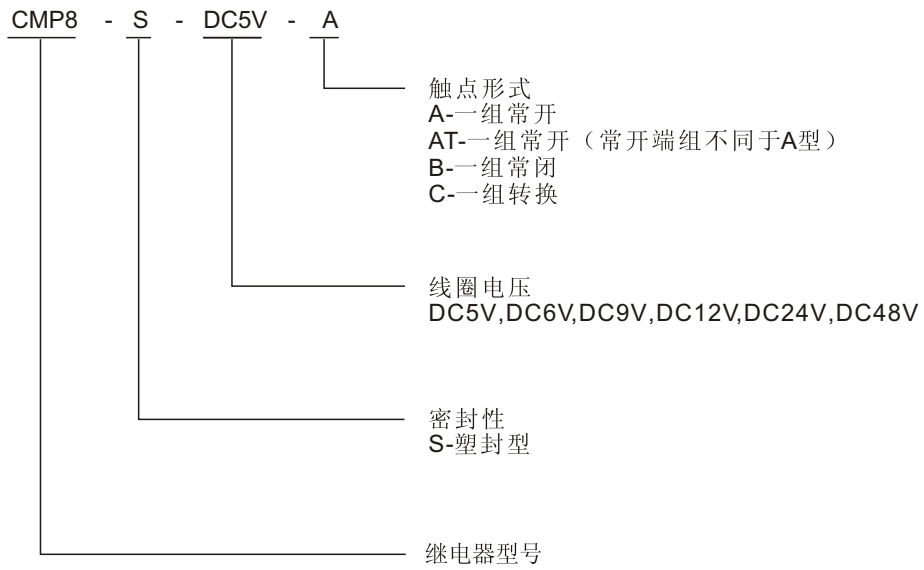 CMP8 - S - DC5V - A
触点形式
A-一组常开
AT-一组常开（常开端组不同于A型）
B-一组常闭
C-一组转换
线圈电压
DC5V,DC6V,DC9V,DC12V,DC24V,DC48V
密封性
S-塑封型
继电器型号